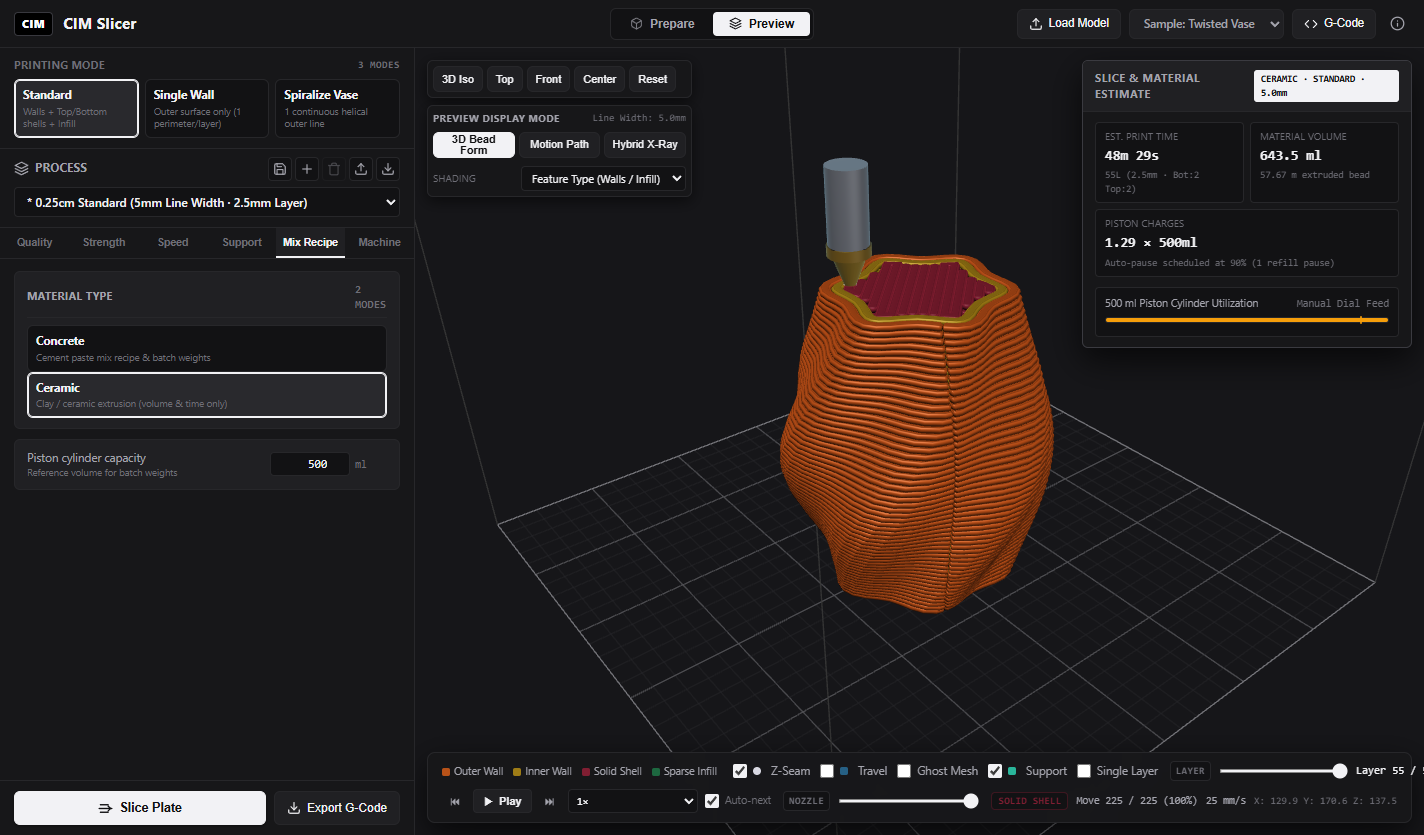 CIM CIM Slicer Prepare Preview Load Model Sample: Twisted Vase G-Code
PRINTING MODE 3 MODES
Standard
Walls + Top/Bottom
shells + Infill
Single Wall
Outer surface only (1
perimeter/layer)
Spiralize Vase
1 continuous helical
outer line
PROCESS
* 0.25cm Standard (5mm Line Width · 2.5mm Layer)
Quality Strength Speed Support Mix Recipe Machine
MATERIAL TYPE 2
MODES
Concrete
Cement paste mix recipe & batch weights
Ceramic
Clay / ceramic extrusion (volume & time only)
Piston cylinder capacity
Reference volume for batch weights
500 ml
Slice Plate Export G-Code
3D Iso Top Front Center Reset
PREVIEW DISPLAY MODE Line Width: 5.0mm
3D Bead
Form
Motion Path Hybrid X-Ray
SHADING Feature Type (Walls / Infill)
SLICE & MATERIAL
ESTIMATE
CERAMIC · STANDARD ·
5.0mm
EST. PRINT TIME
48m 29s
55L (2.5mm · Bot:2
Top:2)
MATERIAL VOLUME
643.5 ml
57.67 m extruded bead
PISTON CHARGES
1.29 × 500ml
Auto-pause scheduled at 90% (1 refill pause)
500 ml Piston Cylinder Utilization Manual Dial Feed
Outer Wall Inner Wall Solid Shell Sparse Infill Z-Seam Travel Ghost Mesh Support Single Layer LAYER Layer 55 /
Play 1× Auto-next NOZZLE SOLID SHELL Move 225 / 225 (100%) 25 mm/s X: 129.9 Y: 170.6 Z: 137.5